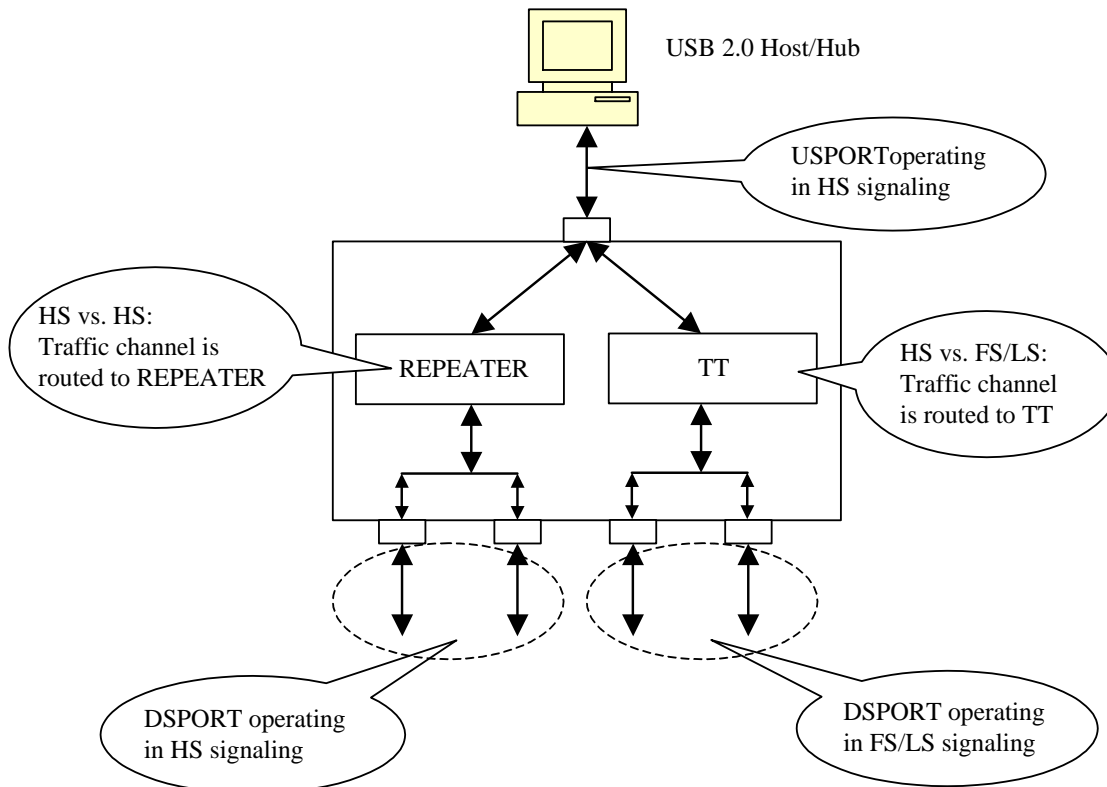 USB 2.0 Host/Hub
USPORToperating
in HS signaling
HS vs. HS:
Traffic channel is
routed to REPEATER
REPEATER
TT
HS vs. FS/LS:
Traffic channel
is routed to TT
DSPORT operating
in HS signaling
DSPORT operating
in FS/LS signaling